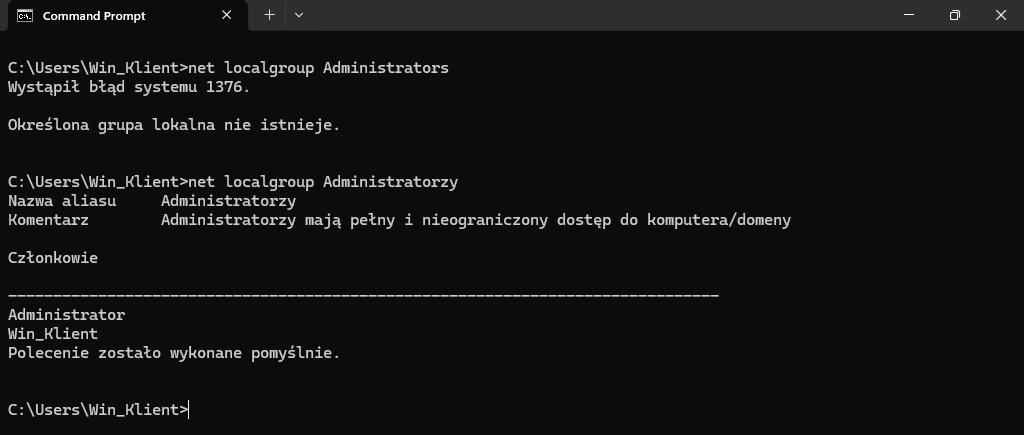 Command Prompt
C:\Users\Win_Klient>net localgroup Administrators
Wystąpił błąd systemu 1376.
Określona grupa lokalna nie istnieje.
C:\Users\Win_Klient>net localgroup Administratorzy
Nazwa aliasu     Administratorzy
Komentarz        Administratorzy mają pełny i nieograniczony dostęp do komputera/domeny
Członkowie
-------------------------------------------------------------------------------
Administrator
Win_Klient
Polecenie zostało wykonane pomyślnie.
C:\Users\Win_Klient>